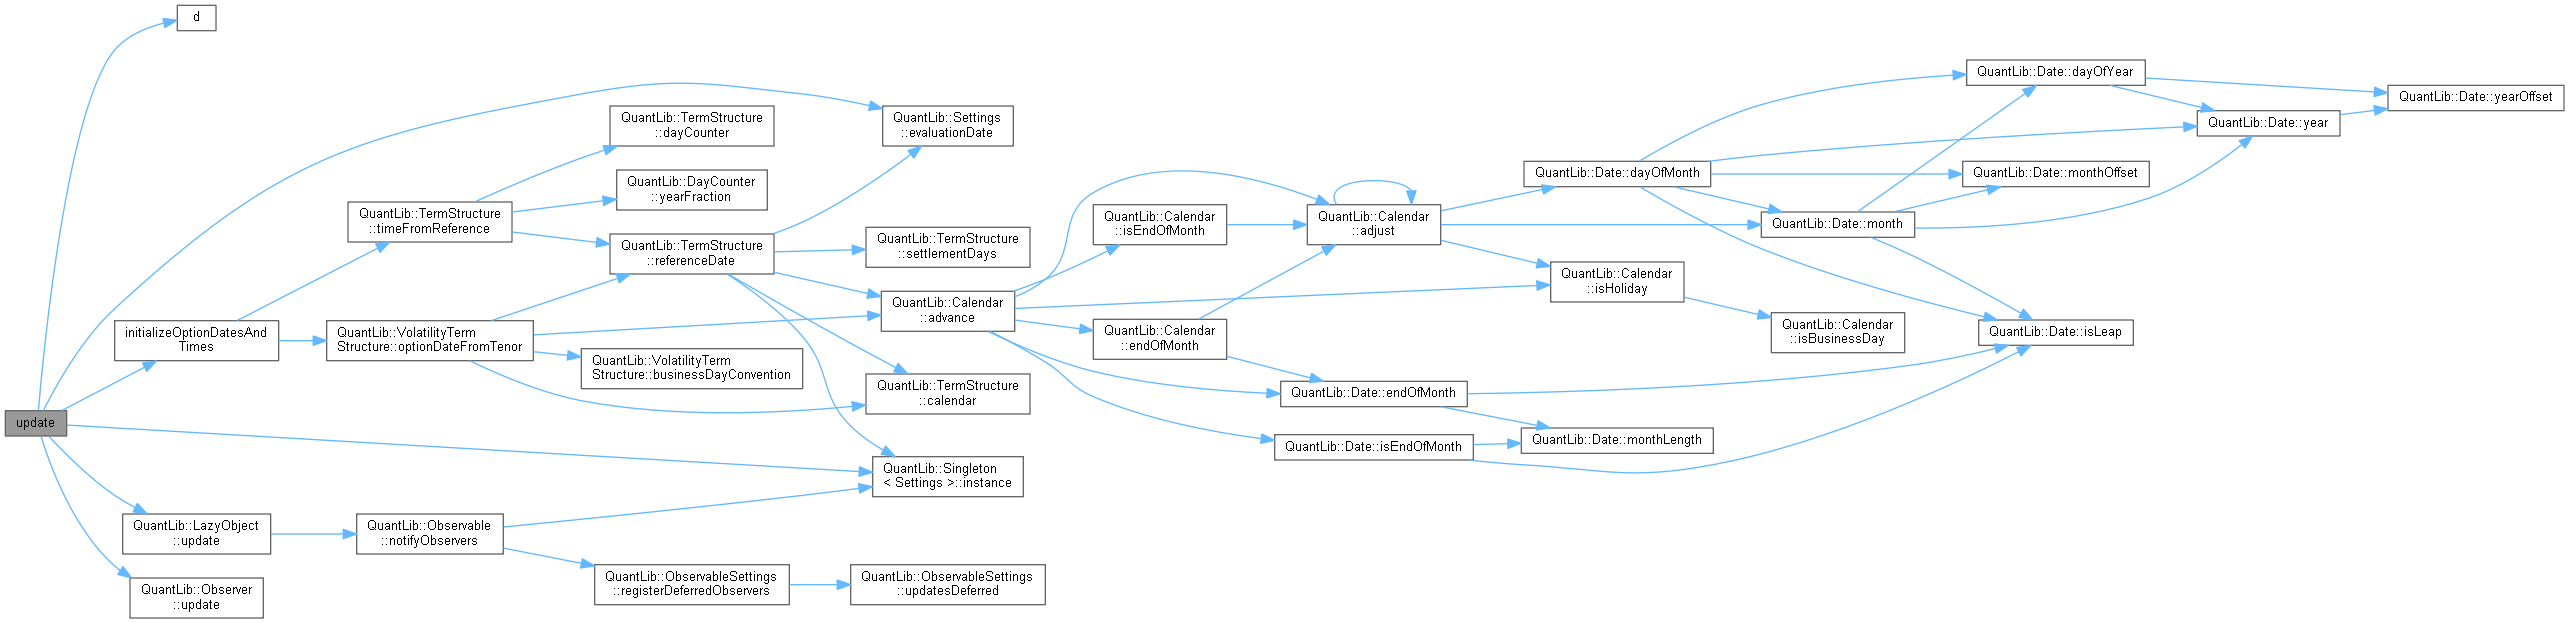 d
QuantLib::TermStructure
::dayCounter
QuantLib::DayCounter
::yearFraction
QuantLib::TermStructure
::timeFromReference
QuantLib::TermStructure
::referenceDate
initializeOptionDatesAnd
Times
QuantLib::VolatilityTerm
Structure::optionDateFromTenor
QuantLib::VolatilityTerm
Structure::businessDayConvention
update
QuantLib::LazyObject
::update
QuantLib::Observer
::update
QuantLib::Observable
::notifyObservers
QuantLib::ObservableSettings
::registerDeferredObservers
QuantLib::ObservableSettings
::updatesDeferred
QuantLib::Settings
::evaluationDate
QuantLib::TermStructure
::settlementDays
QuantLib::Calendar
::advance
QuantLib::TermStructure
::calendar
QuantLib::Singleton
< Settings >::instance
QuantLib::Calendar
::isEndOfMonth
QuantLib::Calendar
::endOfMonth
QuantLib::Calendar
::adjust
QuantLib::Date::endOfMonth
QuantLib::Date::isEndOfMonth
QuantLib::Date::dayOfMonth
QuantLib::Calendar
::isHoliday
QuantLib::Date::monthLength
QuantLib::Date::month
QuantLib::Calendar
::isBusinessDay
QuantLib::Date::dayOfYear
QuantLib::Date::monthOffset
QuantLib::Date::isLeap
QuantLib::Date::year
QuantLib::Date::yearOffset